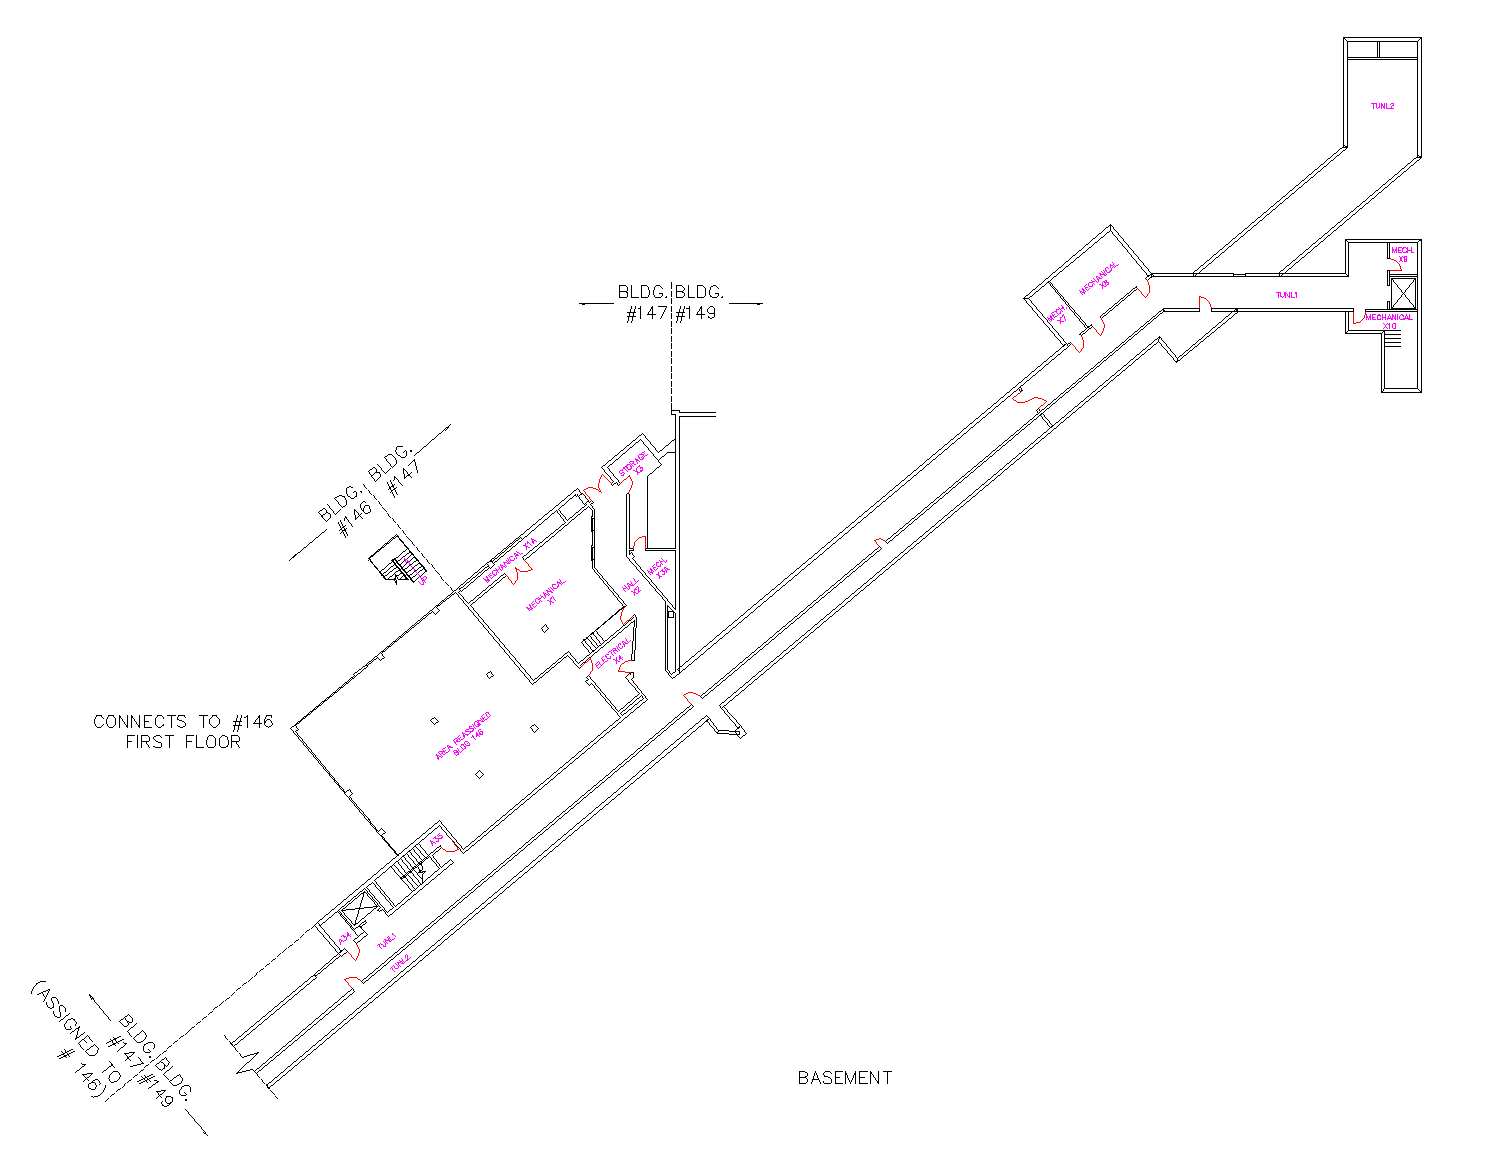 TUNL2
MECH.
X9
MECHANICAL
X8
MECH.
X7
TUNL1
MECHANICAL
X10
BLDG. BLDG.
#147 #149
BLDG. BLDG.
#146 #147
STORAGE
X3
MECHANICAL X1A
MECH.
X3A
HALL
X2
MECHANICAL
X1
UP
ELECTRICAL
X4
CONNECTS TO #146
FIRST FLOOR
AREA REASSIGNED
BLDG 146
A35
A34
TUNL1
TUNL2
BLDG. BLDG.
#147 #149
(ASSIGNED TO
# 146)
BASEMENT